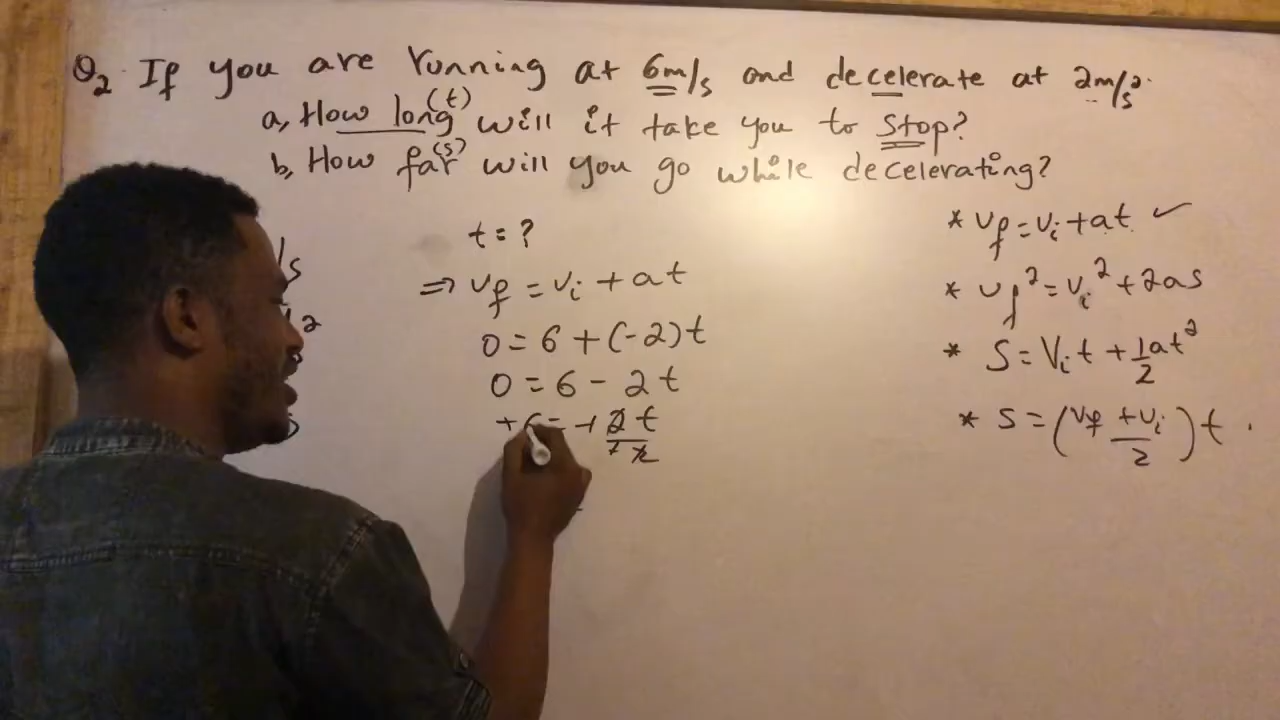 Q2. If you are running at 6m/s and decelerate at 2m/s².
a, How long (t) will it take you to stop?
b, How far (s)? will you go while decelerating?
t = ?
⇒ vf = vi + at
0 = 6 + (-2)t
0 = 6 - 2t
* vf = vi + at ✓
* vf² = vi² + 2as
* S = Vit + 1/2 at²
* S = (vf + vi / 2) t